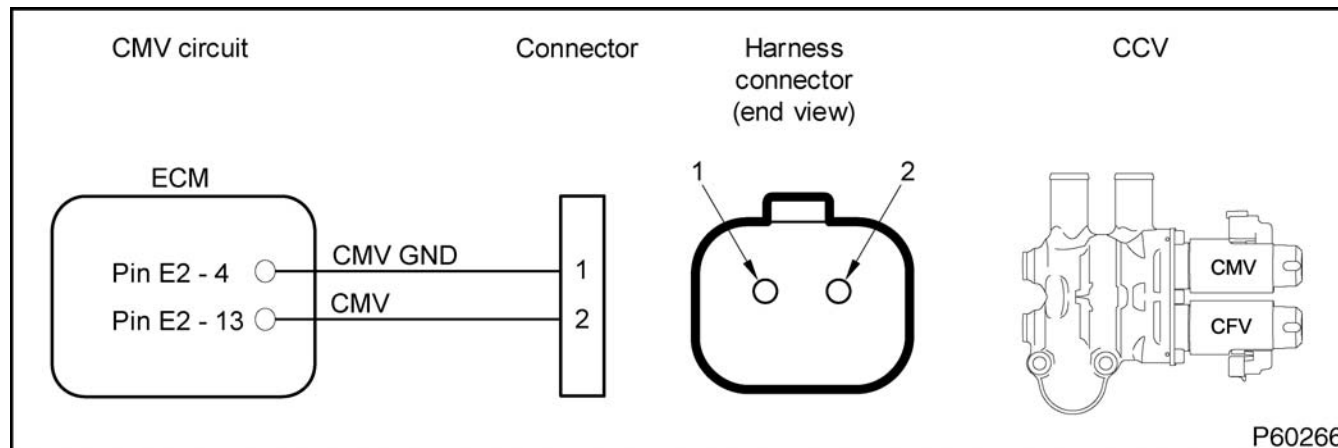 CMV circuit
Connector
Harness
connector
(end view)
CCV
1
2
ECM
Pin E2 - 4
CMV GND
1
Pin E2 - 13
CMV
2
CMV
CFV
P60266